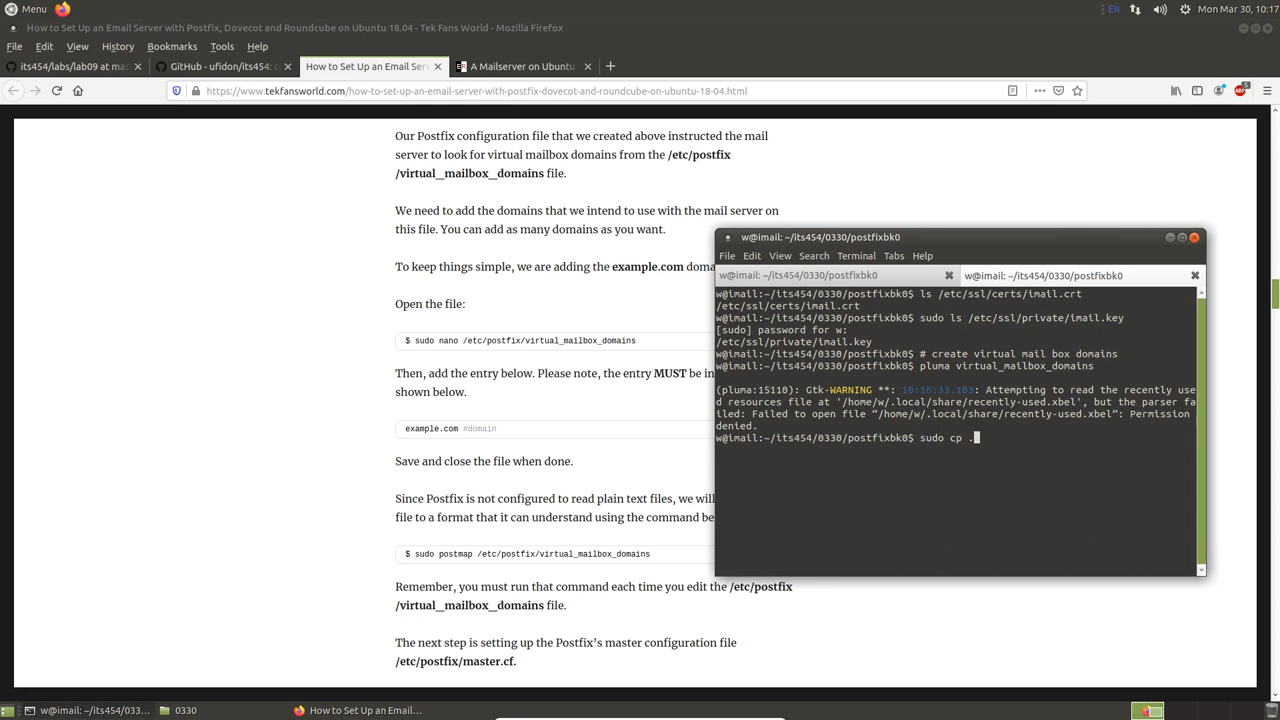 Menu
EN
Mon Mar 30, 10:17
How to Set Up an Email Server with Postfix, Dovecot and Roundcube on Ubuntu 18.04 - Tek Fans World - Mozilla Firefox
File Edit View History Bookmarks Tools Help
its454/labs/lab09 at mas
GitHub - ufidon/its454: c
How to Set Up an Email Ser
A Mailserver on Ubuntu
https://www.tekfansworld.com/how-to-set-up-an-email-server-with-postfix-dovecot-and-roundcube-on-ubuntu-18-04.html
Our Postfix configuration file that we created above instructed the mail
server to look for virtual mailbox domains from the /etc/postfix
/virtual_mailbox_domains file.
We need to add the domains that we intend to use with the mail server on
this file. You can add as many domains as you want.
To keep things simple, we are adding the example.com doma
Open the file:
$ sudo nano /etc/postfix/virtual_mailbox_domains
Then, add the entry below. Please note, the entry MUST be in
shown below.
example.com #domain
Save and close the file when done.
Since Postfix is not configured to read plain text files, we will
file to a format that it can understand using the command be
$ sudo postmap /etc/postfix/virtual_mailbox_domains
Remember, you must run that command each time you edit the /etc/postfix
/virtual_mailbox_domains file.
The next step is setting up the Postfix’s master configuration file
/etc/postfix/master.cf.
w@imail: ~/its454/0330/postfixbk0
File Edit View Search Terminal Tabs Help
w@imail: ~/its454/0330/postfixbk0
w@imail: ~/its454/0330/postfixbk0
w@imail:~/its454/0330/postfixbk0$ ls /etc/ssl/certs/imail.crt
/etc/ssl/certs/imail.crt
w@imail:~/its454/0330/postfixbk0$ sudo ls /etc/ssl/private/imail.key
[sudo] password for w:
/etc/ssl/private/imail.key
w@imail:~/its454/0330/postfixbk0$ # create virtual mail box domains
w@imail:~/its454/0330/postfixbk0$ pluma virtual_mailbox_domains
(pluma:15110): Gtk-WARNING **: 10:16:33.103: Attempting to read the recently use
d resources file at '/home/w/.local/share/recently-used.xbel', but the parser fa
iled: Failed to open file “/home/w/.local/share/recently-used.xbel”: Permission
denied.
w@imail:~/its454/0330/postfixbk0$ sudo cp .
w@imail: ~/its454/033...
0330
How to Set Up an Email...